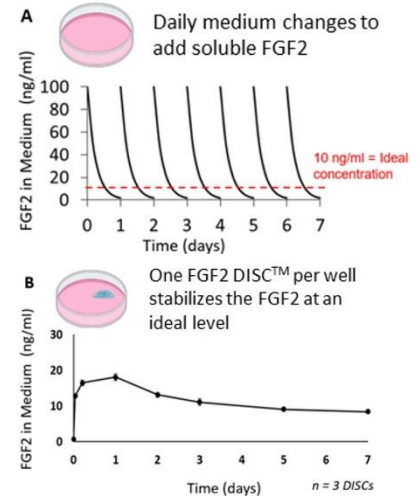 A
Daily medium changes to
add soluble FGF2
FGF2 in Medium (ng/ml)
100
80
60
40
20
0
10 ng/ml = Ideal
concentration
0 1 2 3 4 5 6 7
Time (days)
B
One FGF2 DISC™ per well
stabilizes the FGF2 at an
ideal level
FGF2 in Medium (ng/ml)
30
20
10
0
0 1 2 3 4 5 6 7
Time (days)
n = 3 DISCs